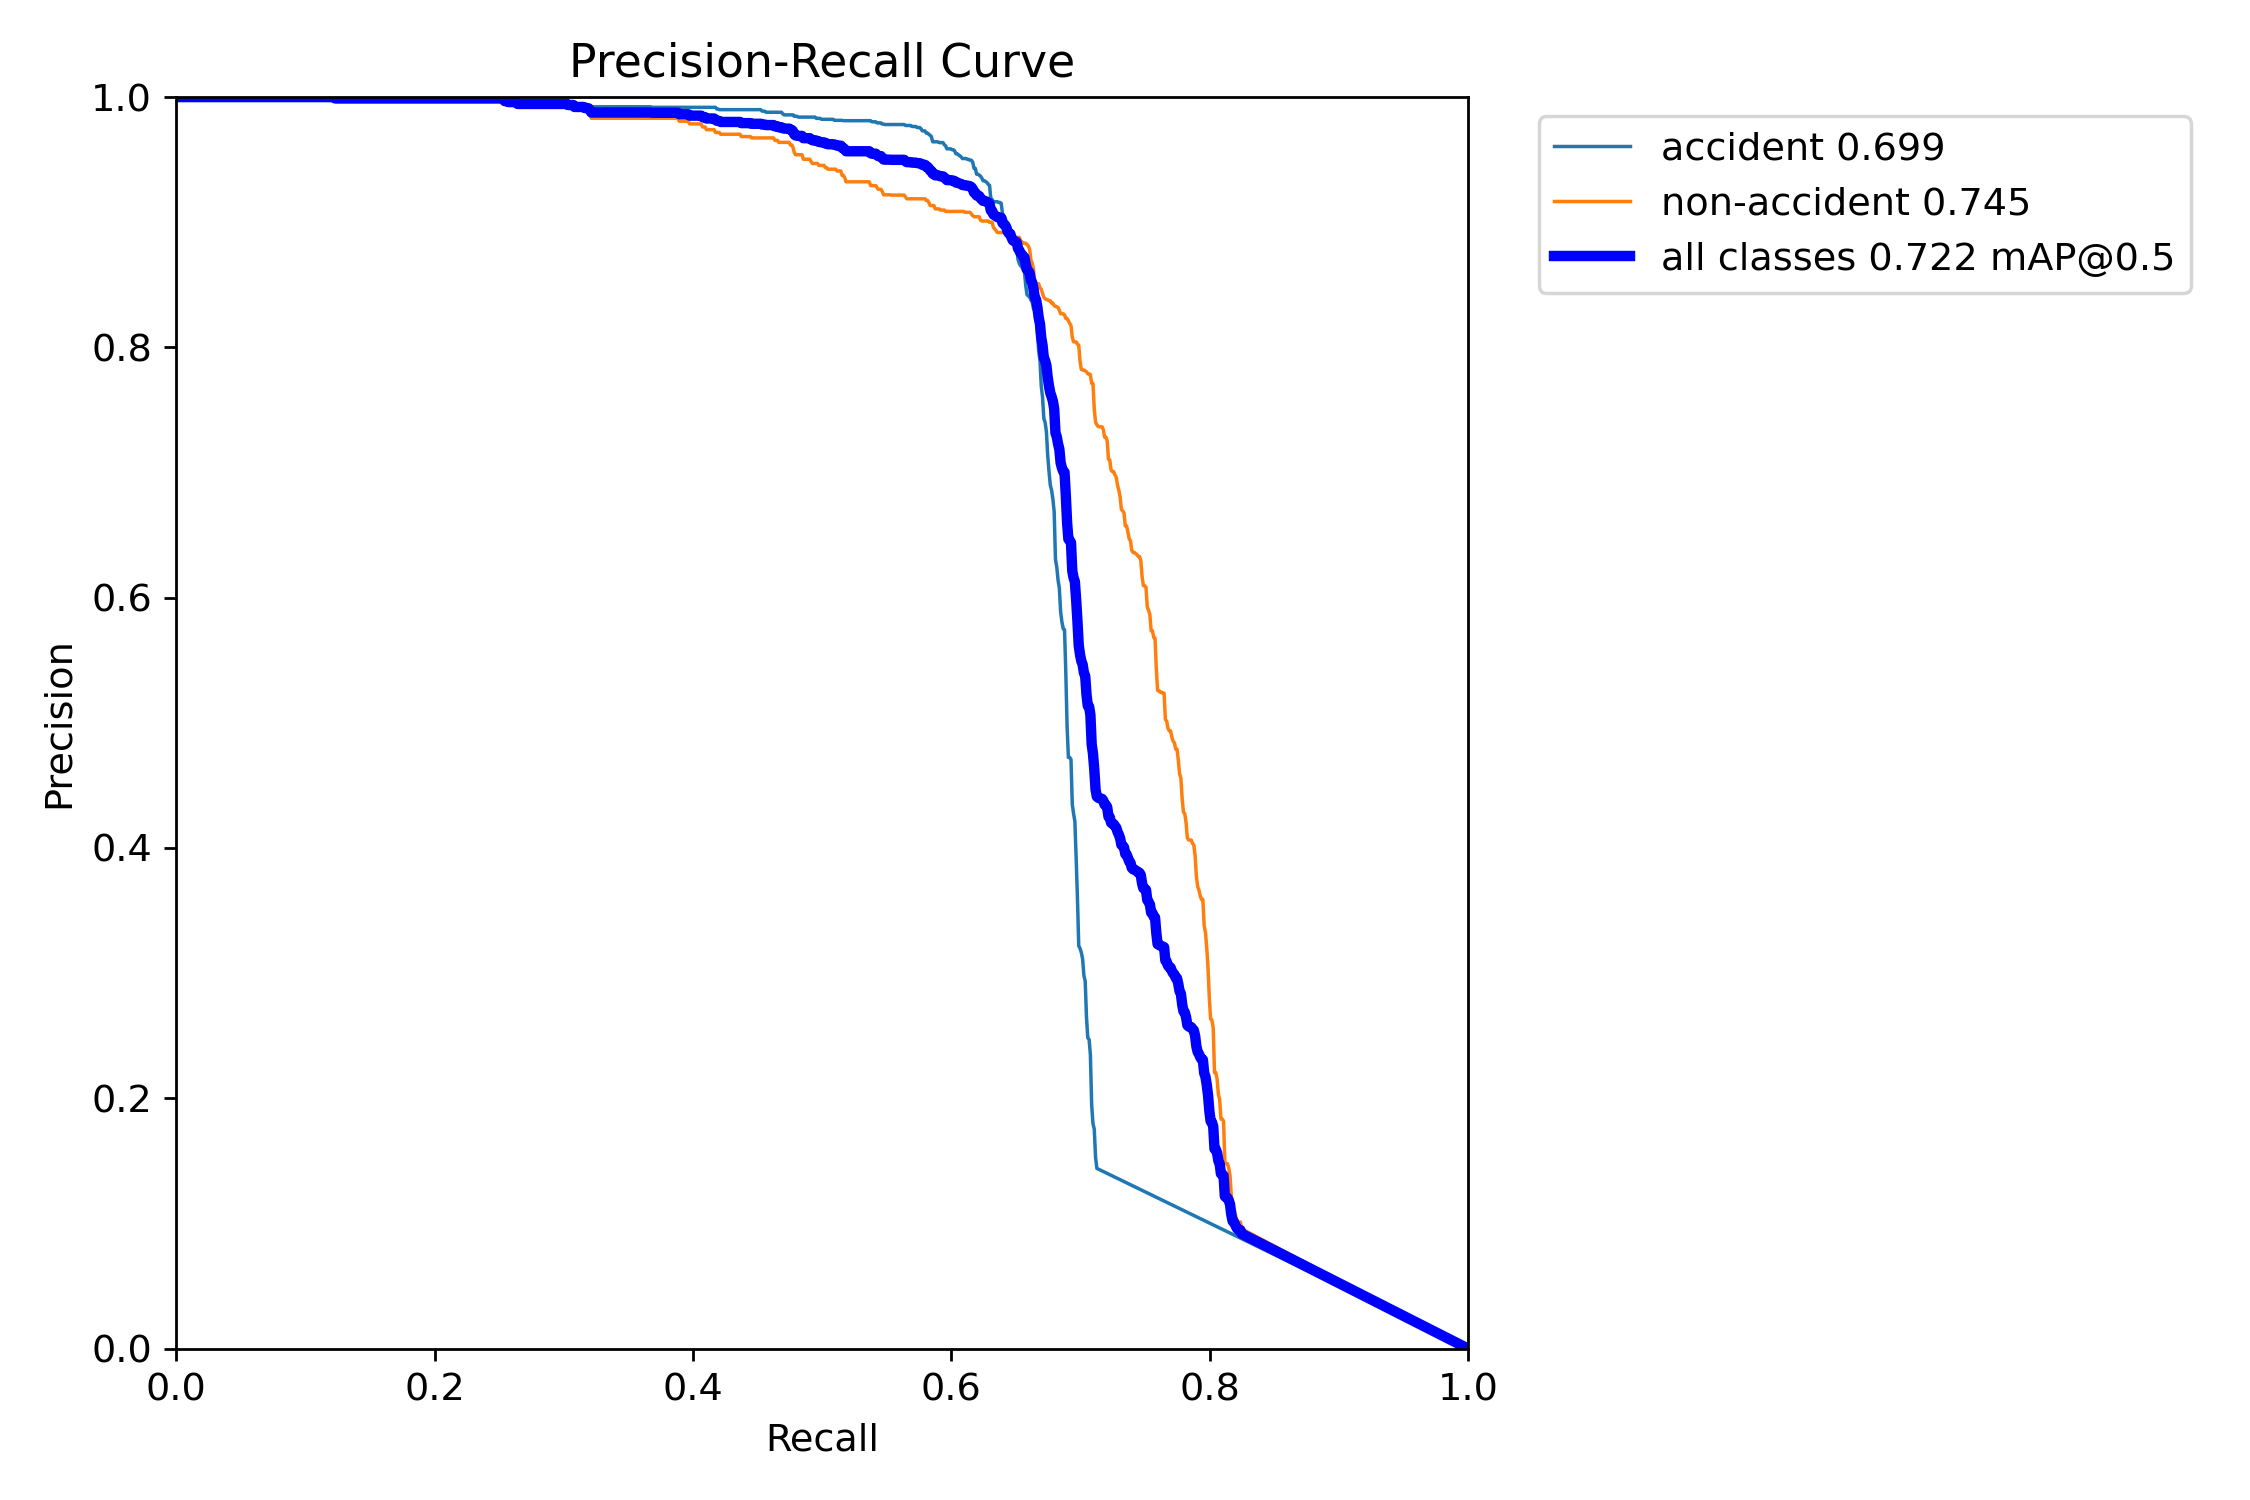 Precision-Recall Curve
1.0
0.8
0.6
0.4
0.2
0.0
Precision
0.0 0.2 0.4 0.6 0.8 1.0
Recall
accident 0.699
non-accident 0.745
all classes 0.722 mAP@0.5